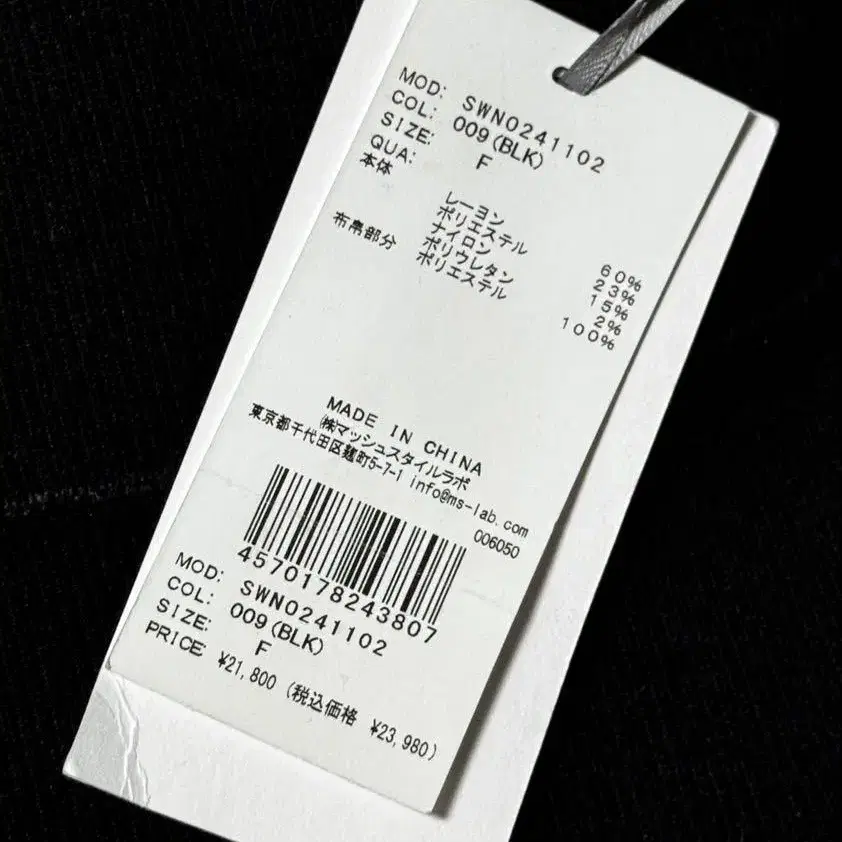 MOD: SWN0241102
COL: 009(BLK)
SIZE: F
QUA:
本体 レーヨン 60%
ポリエステル 23%
ナイロン 15%
ポリウレタン 2%
布帛部分 ポリエステル 100%
MADE IN CHINA
㈱マッシュスタイルラボ
東京都千代田区麹町5-7-1 info@ms-lab.com
006050
4570178243807
MOD: SWN0241102
COL: 009(BLK)
SIZE: F
PRICE: ¥21,800 (税込価格 ¥23,980)